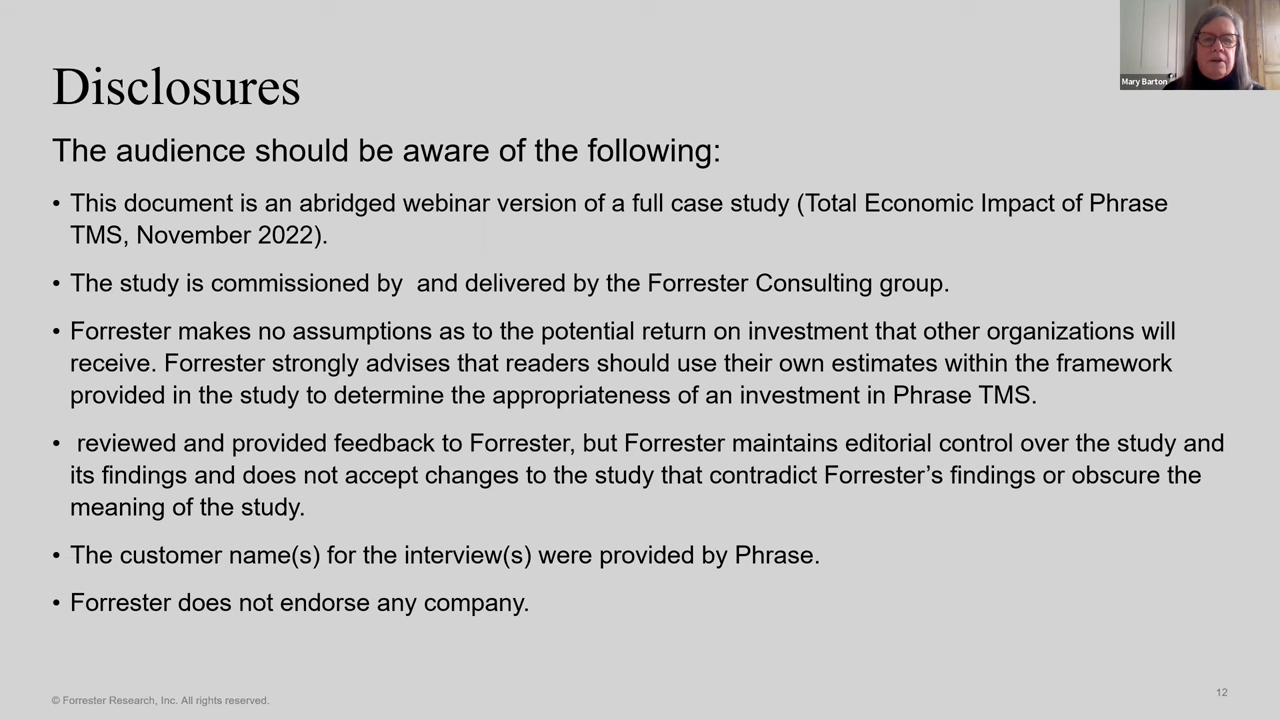 Disclosures
Mary Barton
The audience should be aware of the following:
• This document is an abridged webinar version of a full case study (Total Economic Impact of Phrase
TMS, November 2022).
• The study is commissioned by  and delivered by the Forrester Consulting group.
• Forrester makes no assumptions as to the potential return on investment that other organizations will
receive. Forrester strongly advises that readers should use their own estimates within the framework
provided in the study to determine the appropriateness of an investment in Phrase TMS.
•  reviewed and provided feedback to Forrester, but Forrester maintains editorial control over the study and
its findings and does not accept changes to the study that contradict Forrester’s findings or obscure the
meaning of the study.
• The customer name(s) for the interview(s) were provided by Phrase.
• Forrester does not endorse any company.
© Forrester Research, Inc. All rights reserved.
12